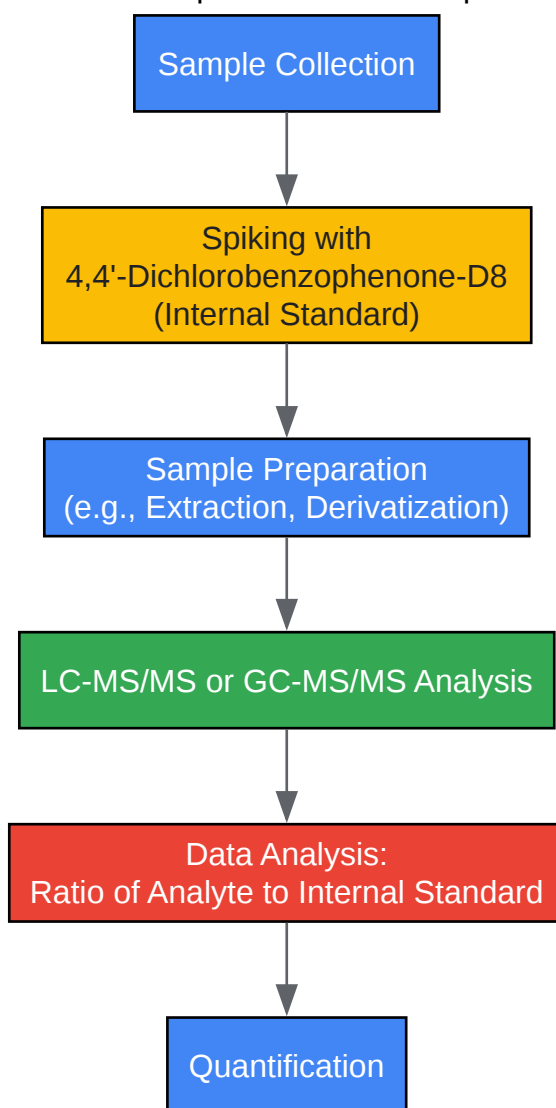 Sample Collection
Spiking with
4,4'-Dichlorobenzophenone-D8
(Internal Standard)
Sample Preparation
(e.g., Extraction, Derivatization)
LC-MS/MS or GC-MS/MS Analysis
Data Analysis:
Ratio of Analyte to Internal Standard
Quantification